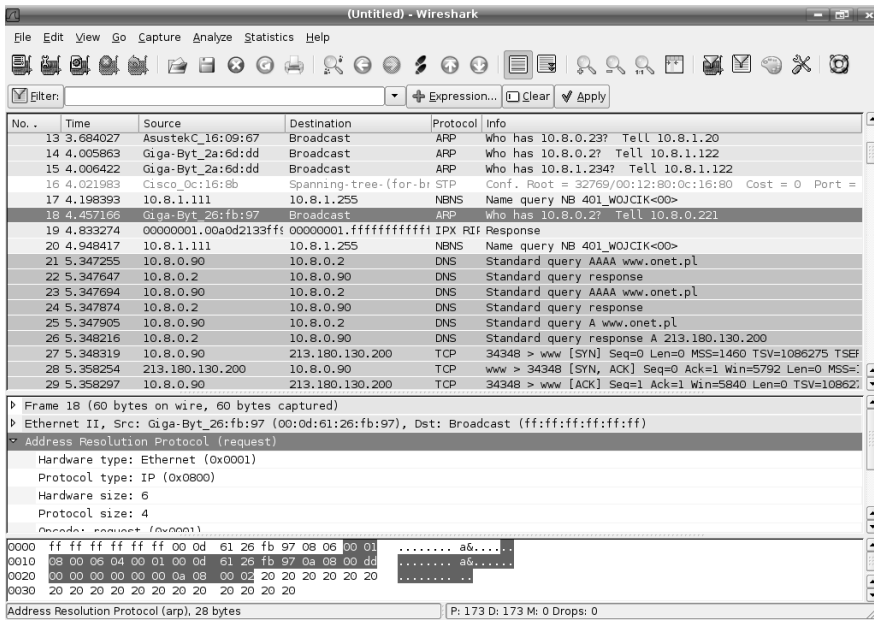 (Untitled) - Wireshark
File Edit View Go Capture Analyze Statistics Help
Filter: Expression... Clear Apply
No. . Time Source Destination Protocol Info
13 3.684027 AsustekC_16:09:67 Broadcast ARP Who has 10.8.0.23? Tell 10.8.1.20
14 4.005863 Giga-Byt_2a:6d:dd Broadcast ARP Who has 10.8.0.2? Tell 10.8.1.122
15 4.006422 Giga-Byt_2a:6d:dd Broadcast ARP Who has 10.8.1.234? Tell 10.8.1.122
16 4.021983 Cisco_0c:16:8b Spanning-tree-(for-br STP Conf. Root = 32769/00:12:80:0c:16:80 Cost = 0 Port =
17 4.198393 10.8.1.111 10.8.1.255 NBNS Name query NB 401_WOJCIK<00>
18 4.457166 Giga-Byt_26:fb:97 Broadcast ARP Who has 10.8.0.2? Tell 10.8.0.221
19 4.833274 00000001.00a0d2133ff9 00000001.ffffffffffff IPX RIF Response
20 4.948417 10.8.1.111 10.8.1.255 NBNS Name query NB 401_WOJCIK<00>
21 5.347255 10.8.0.90 10.8.0.2 DNS Standard query AAAA www.onet.pl
22 5.347647 10.8.0.2 10.8.0.90 DNS Standard query response
23 5.347694 10.8.0.90 10.8.0.2 DNS Standard query AAAA www.onet.pl
24 5.347874 10.8.0.2 10.8.0.90 DNS Standard query response
25 5.347905 10.8.0.90 10.8.0.2 DNS Standard query A www.onet.pl
26 5.348216 10.8.0.2 10.8.0.90 DNS Standard query response A 213.180.130.200
27 5.348319 10.8.0.90 213.180.130.200 TCP 34348 > www [SYN] Seq=0 Len=0 MSS=1460 TSV=1086275 TSER
28 5.358254 213.180.130.200 10.8.0.90 TCP www > 34348 [SYN, ACK] Seq=0 Ack=1 Win=5792 Len=0 MSS=
29 5.358297 10.8.0.90 213.180.130.200 TCP 34348 > www [ACK] Seq=1 Ack=1 Win=5840 Len=0 TSV=10862
Frame 18 (60 bytes on wire, 60 bytes captured)
Ethernet II, Src: Giga-Byt_26:fb:97 (00:0d:61:26:fb:97), Dst: Broadcast (ff:ff:ff:ff:ff:ff)
Address Resolution Protocol (request)
Hardware type: Ethernet (0x0001)
Protocol type: IP (0x0800)
Hardware size: 6
Protocol size: 4
Opcode: request (0x0001)
0000 ff ff ff ff ff ff 00 0d 61 26 fb 97 08 06 00 01 ........ a&......
0010 08 00 06 04 00 01 00 0d 61 26 fb 97 0a 08 00 dd ........ a&......
0020 00 00 00 00 00 00 0a 08 00 02 20 20 20 20 20 20 ........ ..
0030 20 20 20 20 20 20 20 20 20 20 20 20
Address Resolution Protocol (arp), 28 bytes P: 173 D: 173 M: 0 Drops: 0